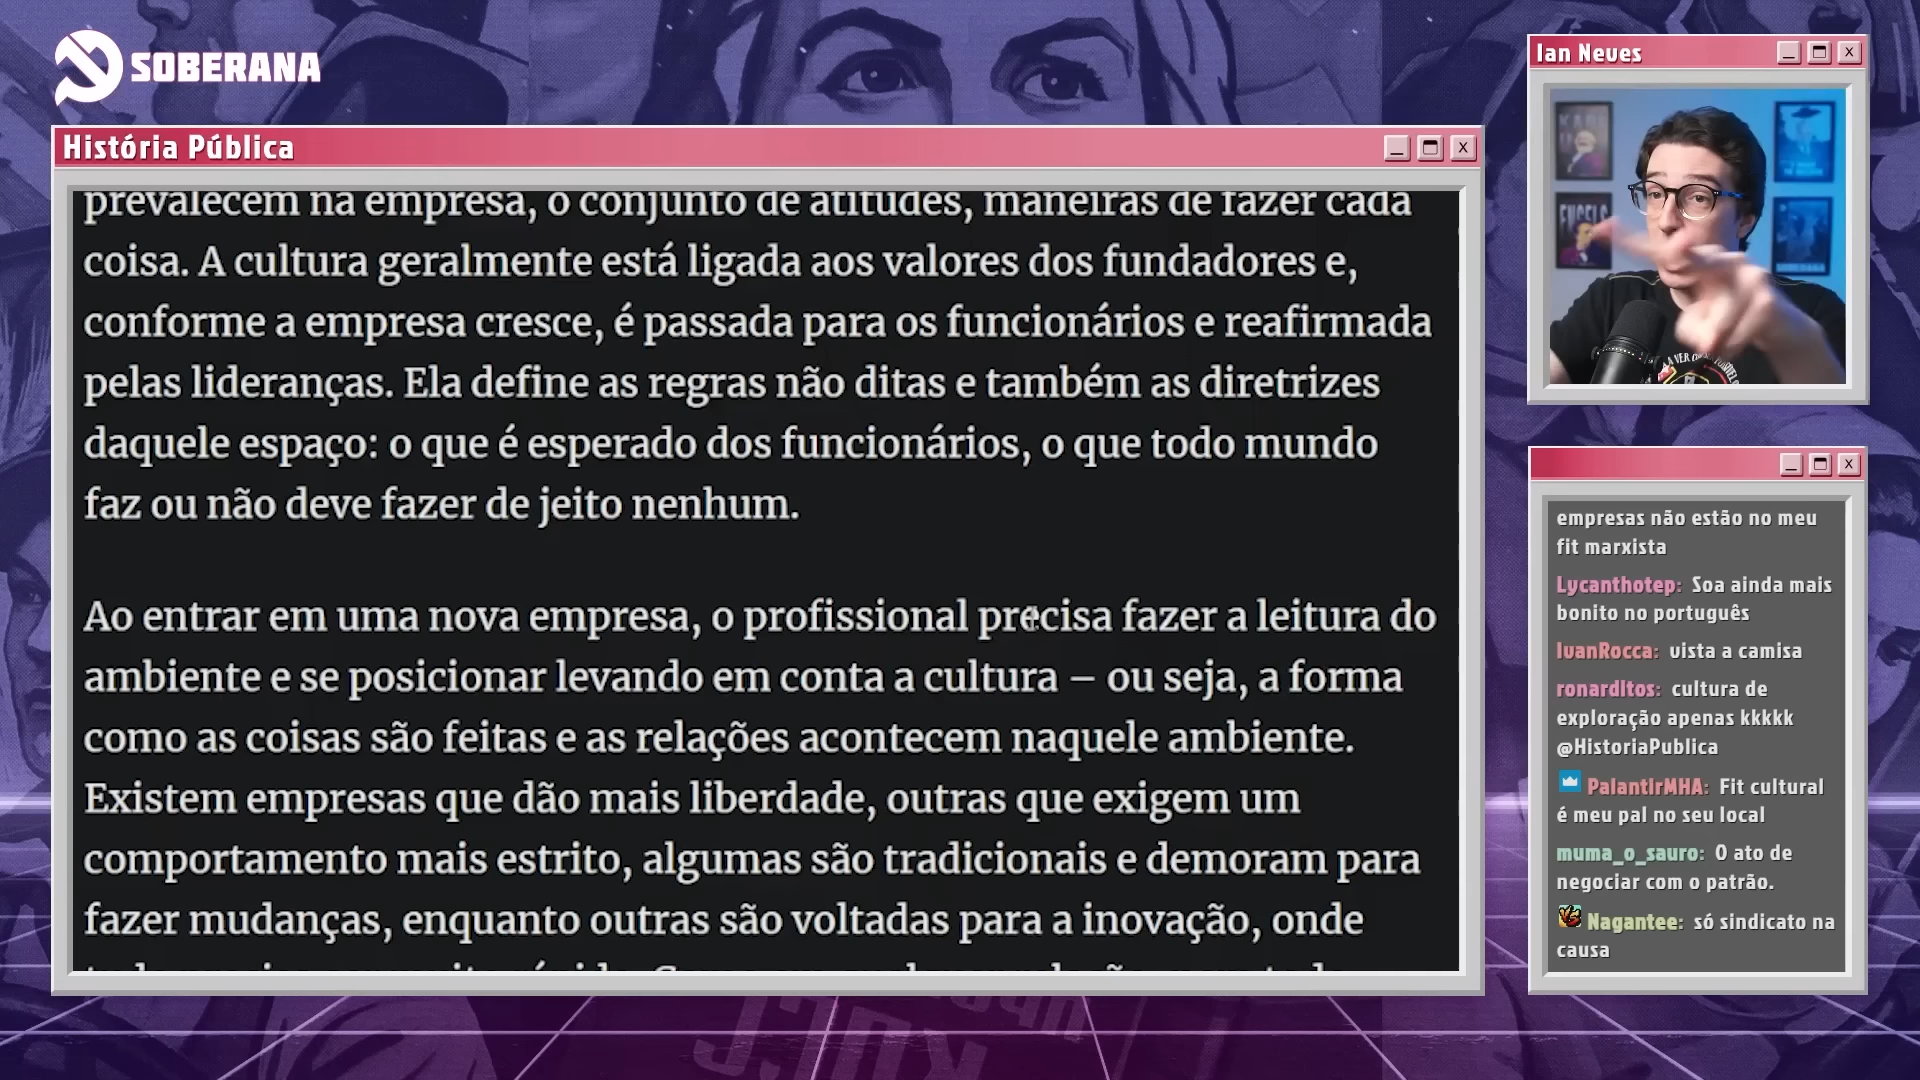 SOBERANA
História Pública
prevalecem na empresa, o conjunto de atitudes, maneiras de fazer cada
coisa. A cultura geralmente está ligada aos valores dos fundadores e,
conforme a empresa cresce, é passada para os funcionários e reafirmada
pelas lideranças. Ela define as regras não ditas e também as diretrizes
daquele espaço: o que é esperado dos funcionários, o que todo mundo
faz ou não deve fazer de jeito nenhum.
Ao entrar em uma nova empresa, o profissional precisa fazer a leitura do
ambiente e se posicionar levando em conta a cultura – ou seja, a forma
como as coisas são feitas e as relações acontecem naquele ambiente.
Existem empresas que dão mais liberdade, outras que exigem um
comportamento mais estrito, algumas são tradicionais e demoram para
fazer mudanças, enquanto outras são voltadas para a inovação, onde
Ian Neves
KARL
ENGELS
SOBERANA
A VER
empresas não estão no meu
fit marxista
Lycanthotep: Soa ainda mais
bonito no português
IvanRocca: vista a camisa
ronarditos: cultura de
exploração apenas kkkkk
@HistoriaPublica
PalantirMHA: Fit cultural
é meu pal no seu local
muma_o_sauro: O ato de
negociar com o patrão.
Nagantee: só sindicato na
causa